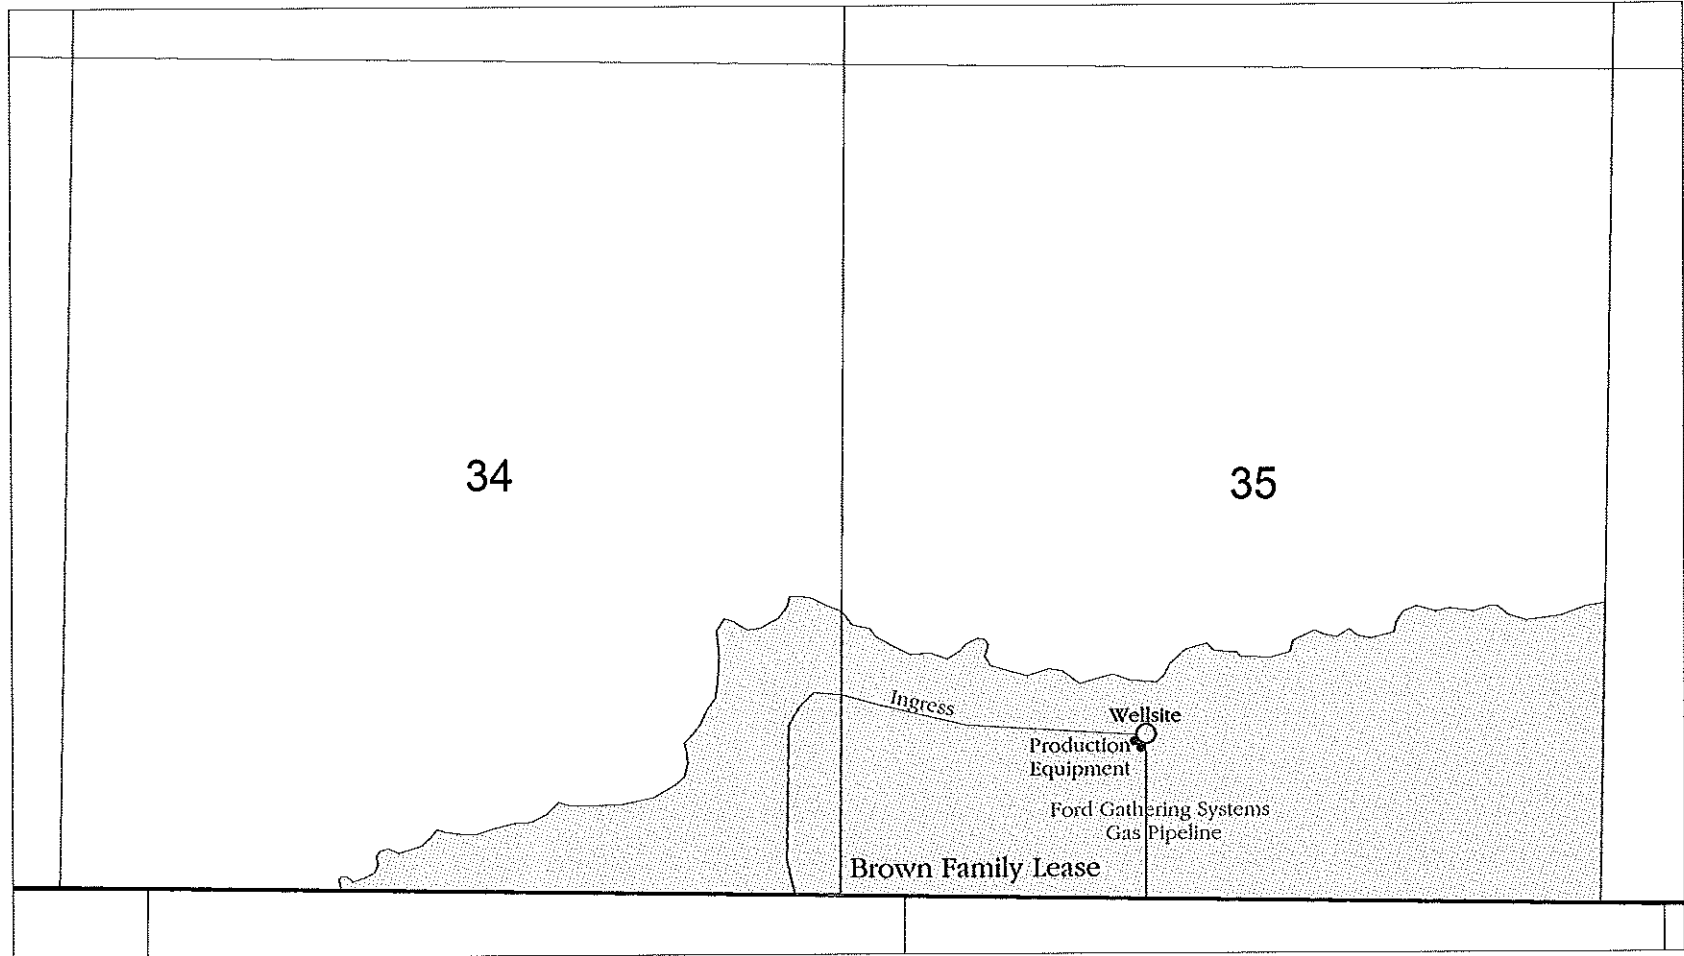 34
35
Ingress
Wellsite
Production
Equipment
Ford Gathering Systems
Gas Pipeline
Brown Family Lease